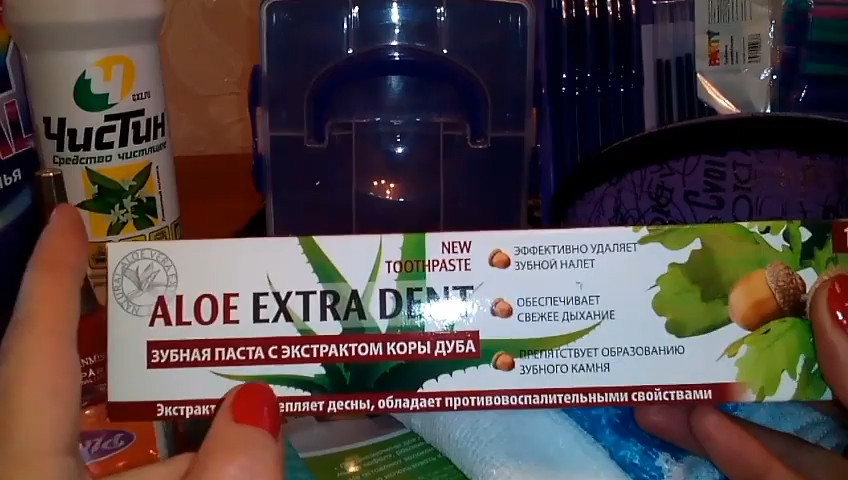 ЧисТин
Средство чистящее
PARTY
NEW
TOOTHPASTE
ALOE EXTRA DENT
ЗУБНАЯ ПАСТА С ЭКСТРАКТОМ КОРЫ ДУБА
ЭФФЕКТИВНО УДАЛЯЕТ
ЗУБНОЙ НАЛЕТ
ОБЕСПЕЧИВАЕТ
СВЕЖЕЕ ДЫХАНИЕ
ПРЕПЯТСТВУЕТ ОБРАЗОВАНИЮ
ЗУБНОГО КАМНЯ
Экстракт десны, обладает противовоспалительными свойствами